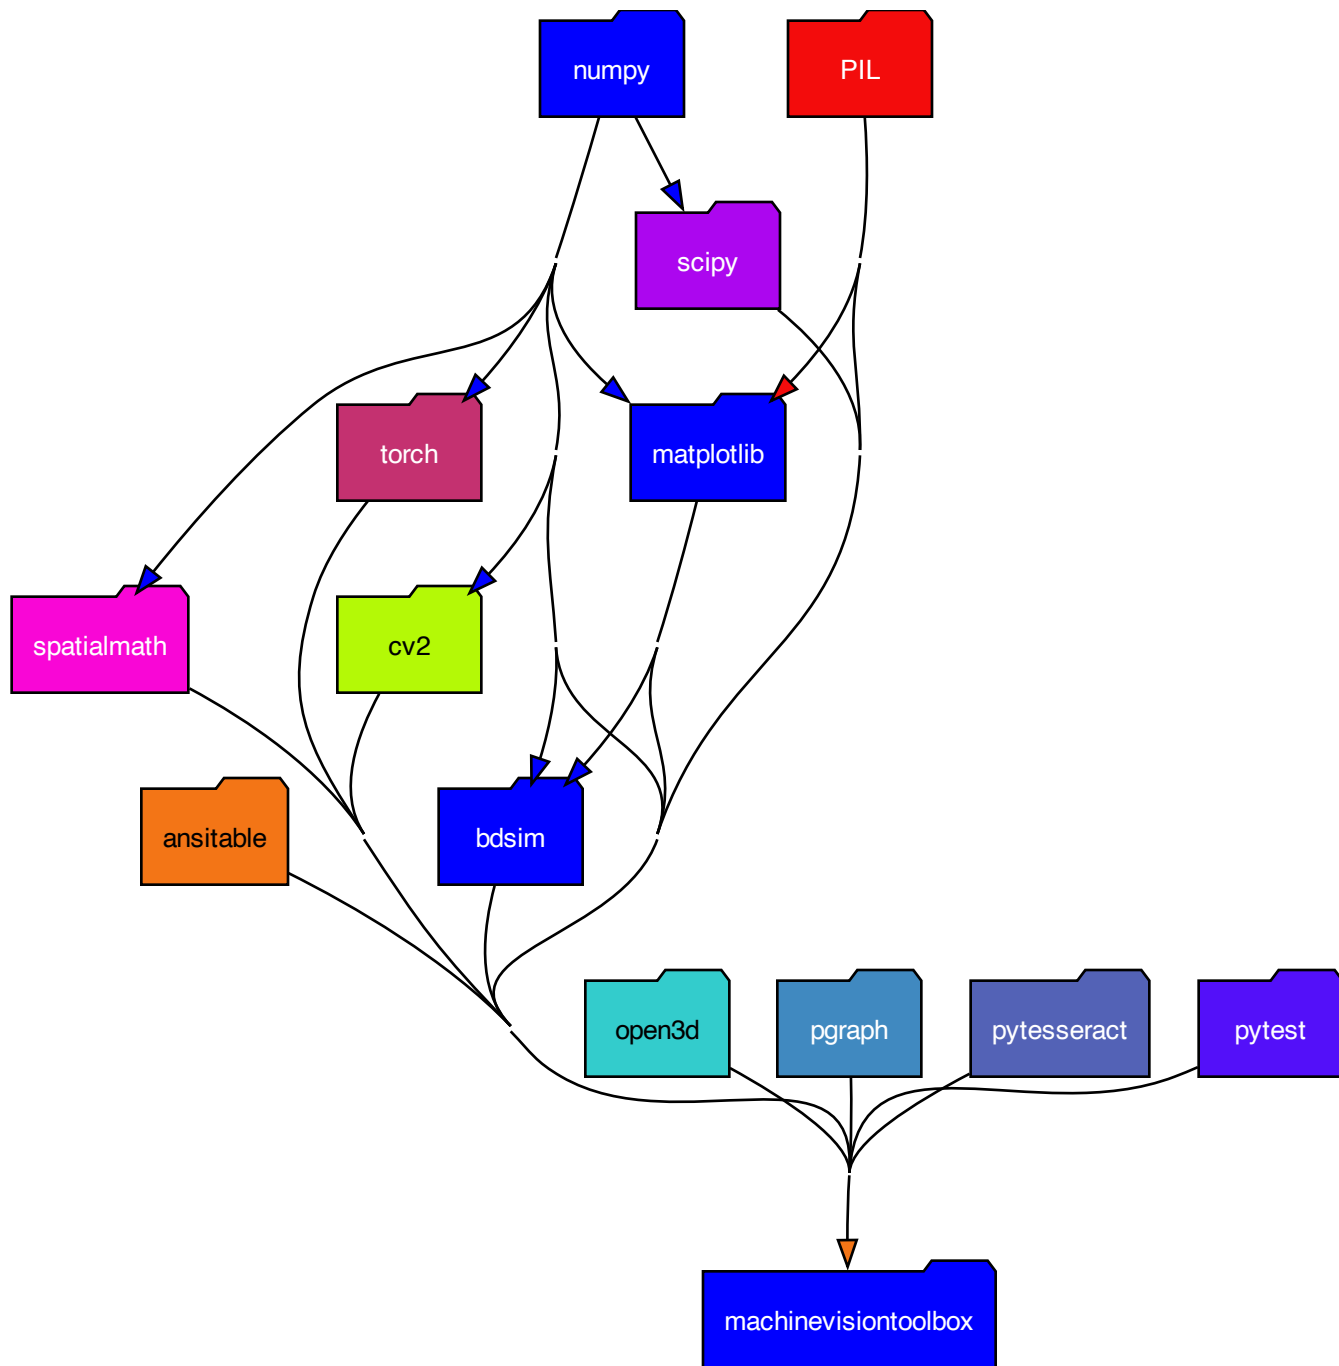 numpy
PIL
scipy
torch
matplotlib
spatialmath
cv2
ansitable
bdsim
open3d
pgraph
pytesseract
pytest
machinevisiontoolbox